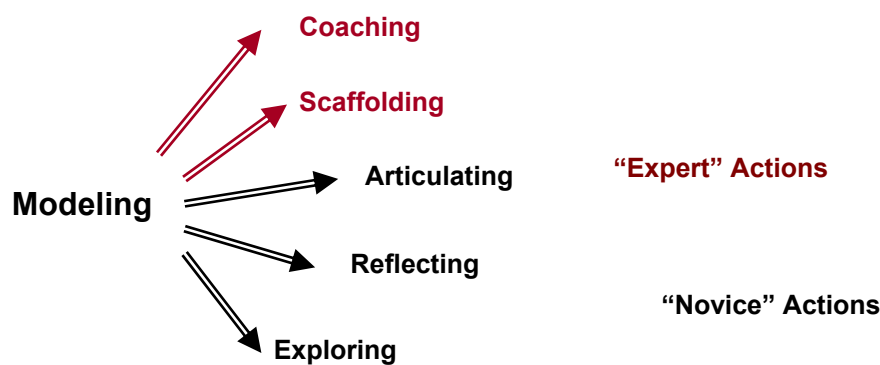 Coaching
Scaffolding
Articulating
“Expert” Actions
Modeling
Reflecting
“Novice” Actions
Exploring